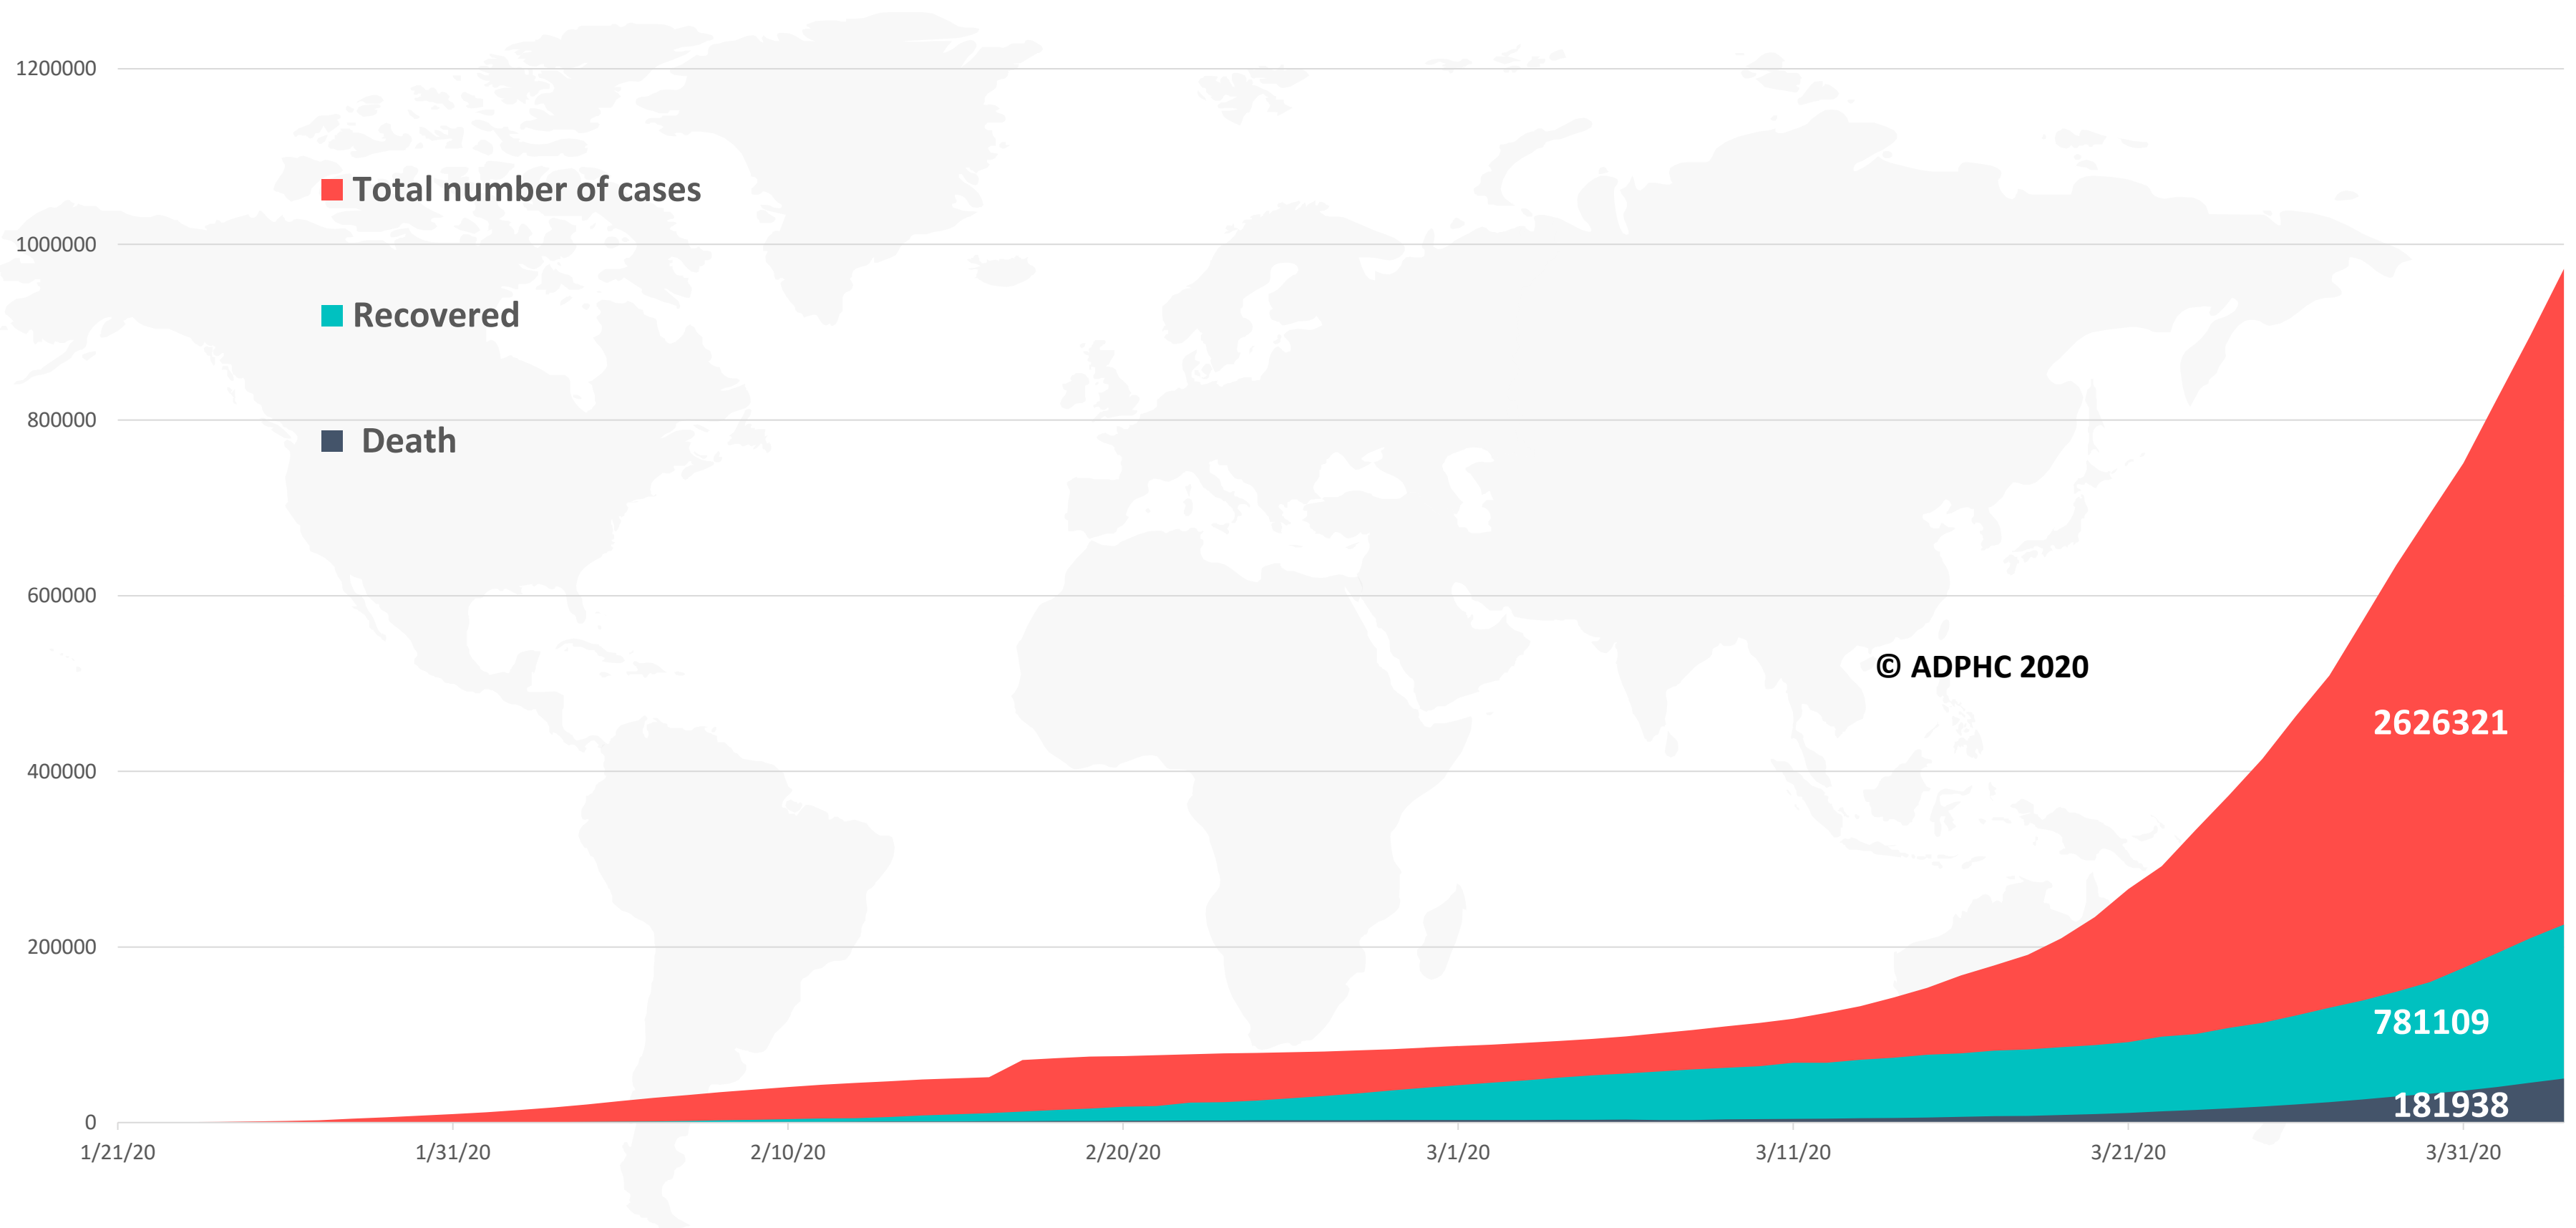 1200000
Total number of cases
1000000
Recovered
800000
Death
600000
© ADPHC 2020
2626321
400000
200000
781109
181938
0
1/21/20 1/31/20 2/10/20 2/20/20 3/1/20 3/11/20 3/21/20 3/31/20